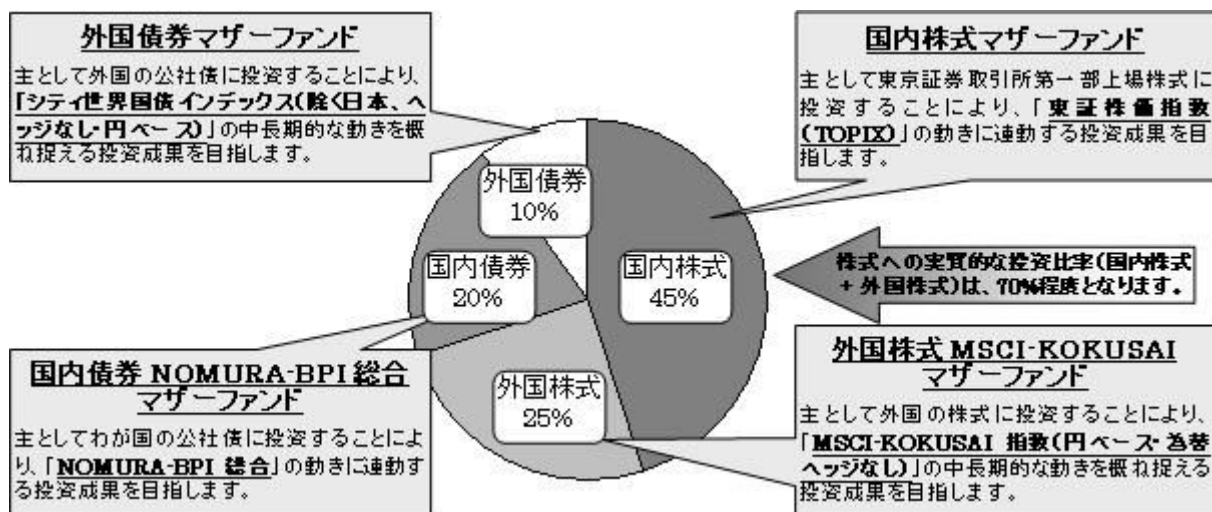 外国債券マザーファンド
主として外国の公社債に投資することにより、
「シティ世界国債インデックス(除く日本、ヘ
ッジなし・円ベース)」の中長期的な動きを概
ね捉える投資成果を目指します。
国内株式マザーファンド
主として東京証券取引所第一部上場株式に
投資することにより、「東証株価指数
(TOPIX)」の動きに連動する投資成果を目
指します。
外国債券
10%
国内債券
20%
国内株式
45%
株式への実質的な投資比率(国内株式
+ 外国株式)は、70%程度となります。
外国株式
25%
国内債券 NOMURA-BPI 総合
マザーファンド
主としてわが国の公社債に投資することによ
り、「NOMURA-BPI 総合」の動きに連動す
る投資成果を目指します。
外国株式 MSCI-KOKUSAI
マザーファンド
主として外国の株式に投資することにより、
「MSCI-KOKUSAI 指数(円ベース・為替
ヘッジなし)」の中長期的な動きを概ね捉える
投資成果を目指します。